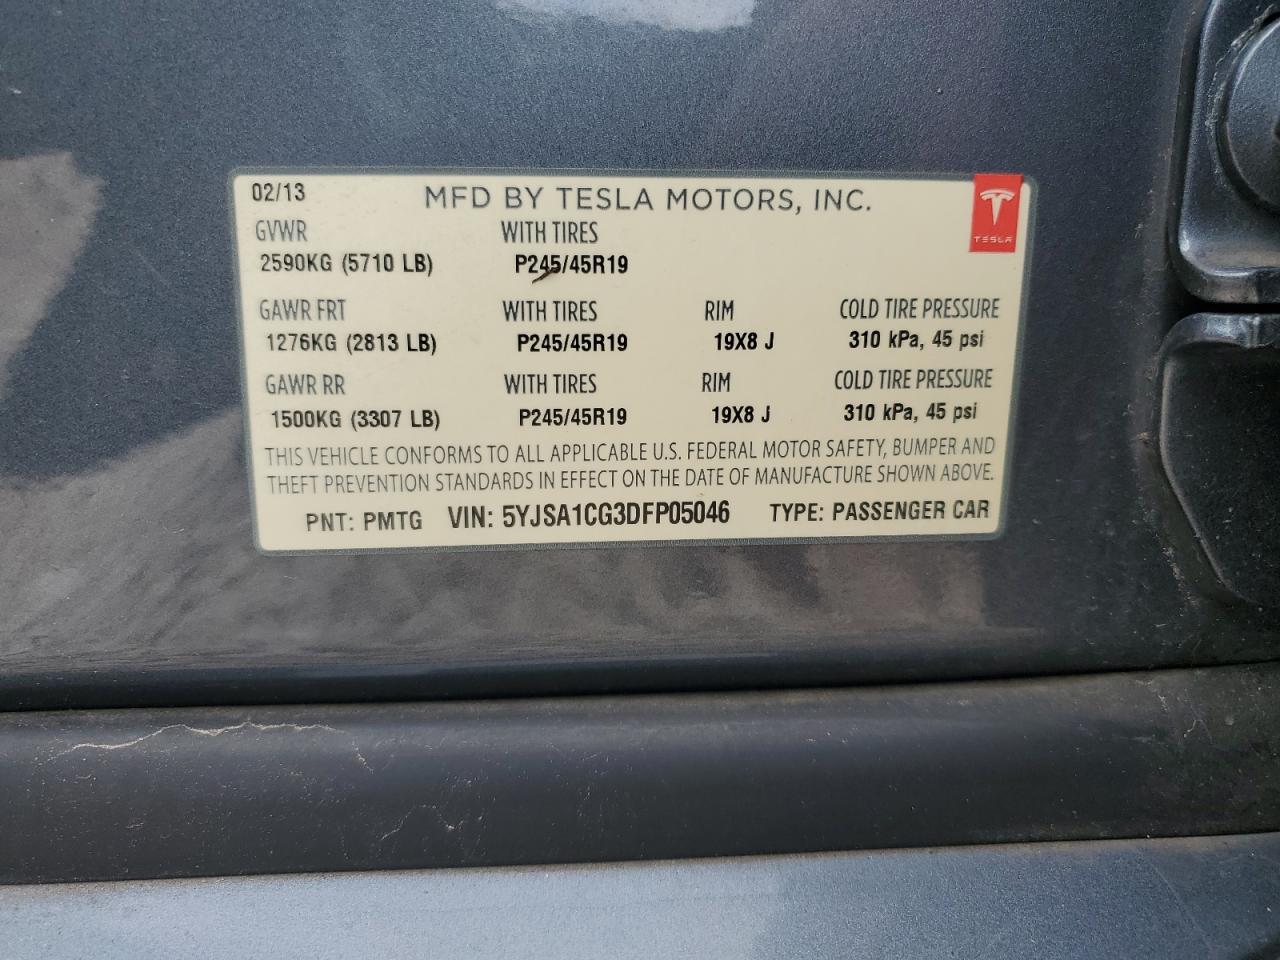 02/13 MFD BY TESLA MOTORS, INC.
TESLA
GVWR WITH TIRES
2590KG (5710 LB) P245/45R19
GAWR FRT WITH TIRES RIM COLD TIRE PRESSURE
1276KG (2813 LB) P245/45R19 19X8 J 310 kPa, 45 psi
GAWR RR WITH TIRES RIM COLD TIRE PRESSURE
1500KG (3307 LB) P245/45R19 19X8 J 310 kPa, 45 psi
THIS VEHICLE CONFORMS TO ALL APPLICABLE U.S. FEDERAL MOTOR SAFETY, BUMPER AND
THEFT PREVENTION STANDARDS IN EFFECT ON THE DATE OF MANUFACTURE SHOWN ABOVE.
PNT: PMTG VIN: 5YJSA1CG3DFP05046 TYPE: PASSENGER CAR